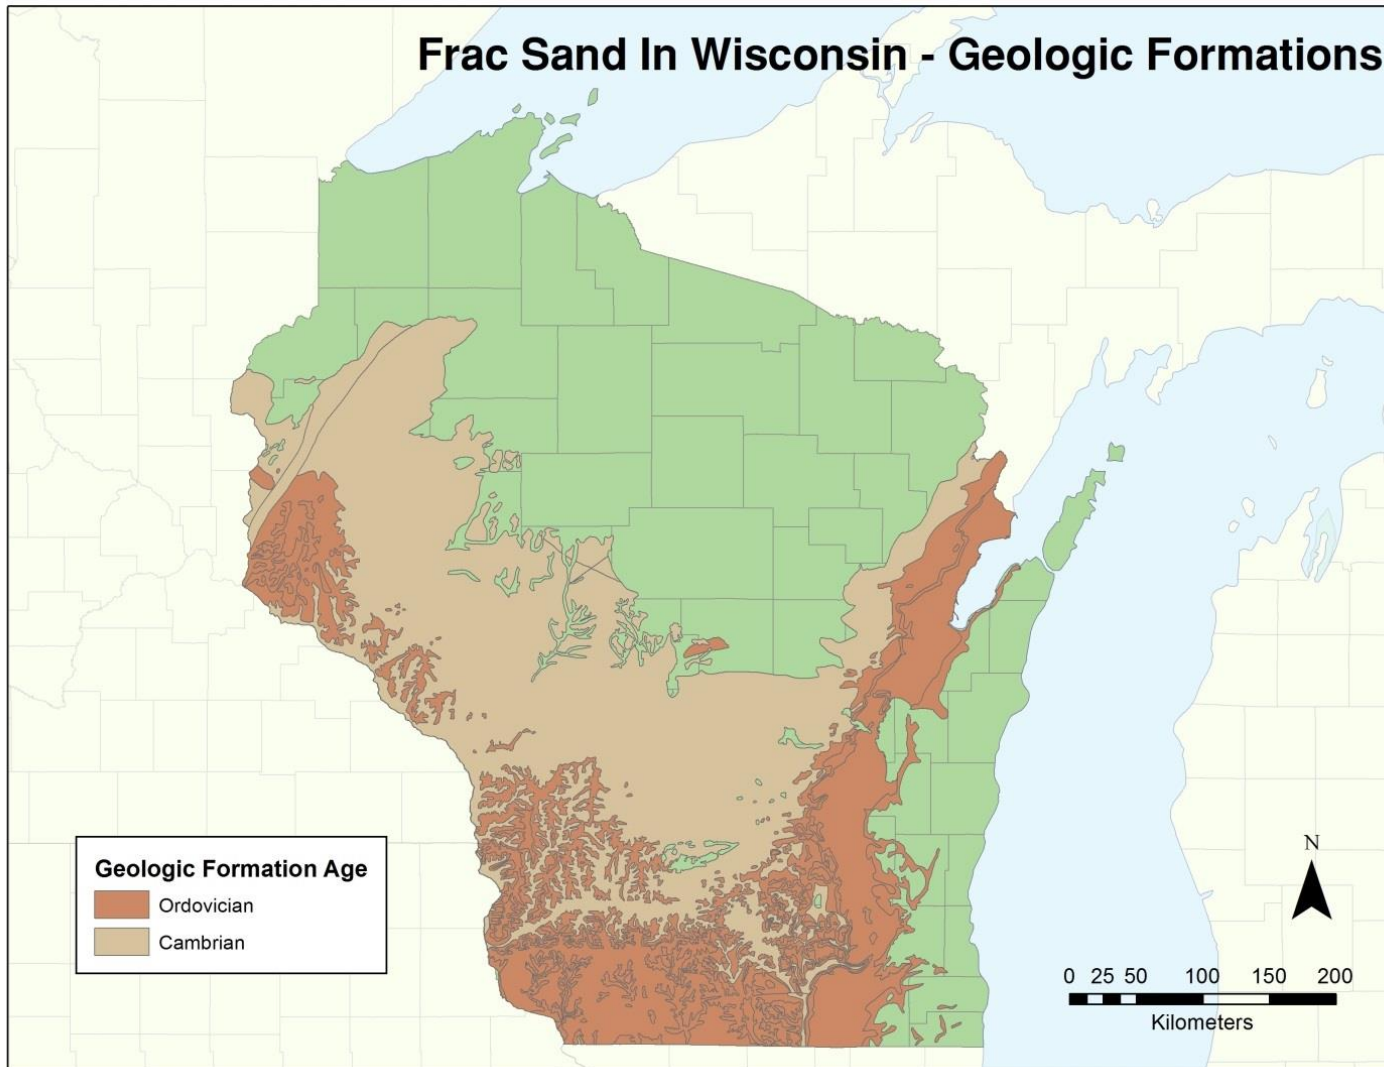 Frac Sand In Wisconsin - Geologic Formations
Geologic Formation Age
Ordovician
Cambrian
N
0 25 50 100 150 200
Kilometers